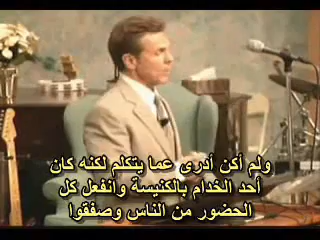 ولم أكن أدرى عما يتكلم لكنه كان
أحد الخدام بالكنيسة وانفعل كل
الحضور من الناس وصفقوا